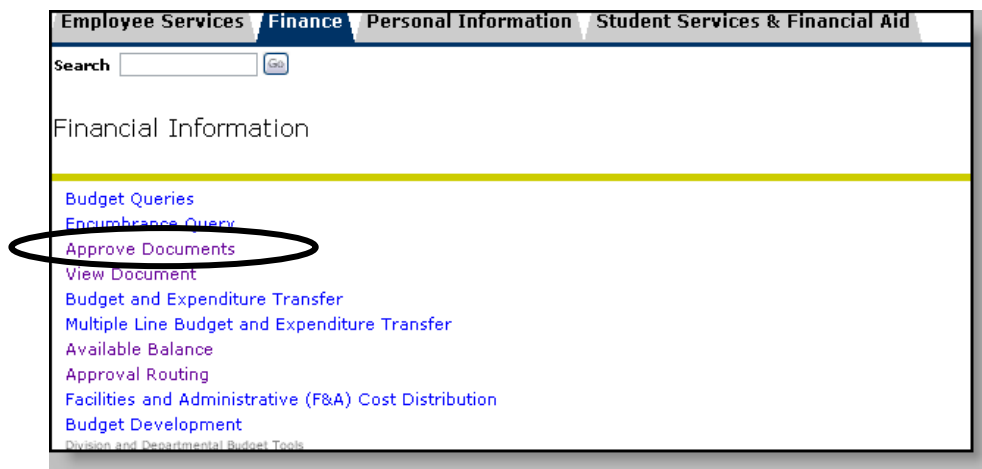 Employee Services Finance Personal Information Student Services & Financial Aid
Search Go
Financial Information
Budget Queries
Encumbrance Query
Approve Documents
View Document
Budget and Expenditure Transfer
Multiple Line Budget and Expenditure Transfer
Available Balance
Approval Routing
Facilities and Administrative (F&A) Cost Distribution
Budget Development
Division and Departmental Budget Tools